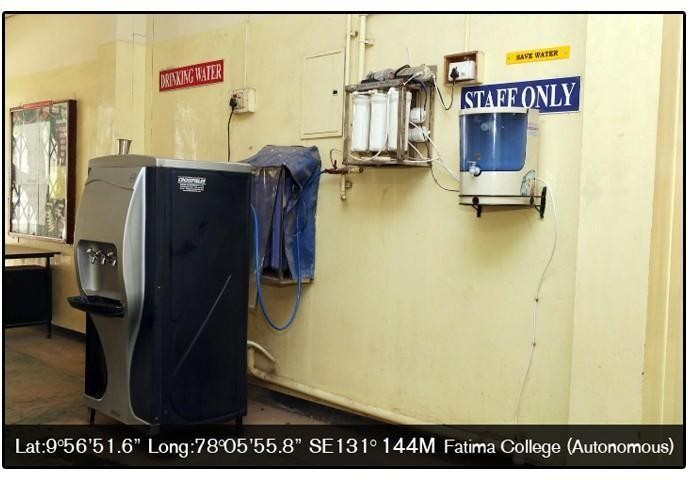 DRINKING WATER
SAVE WATER
STAFF ONLY
Lat:9°56'51.6" Long:78°05'55.8" SE131° 144M Fatima College (Autonomous)